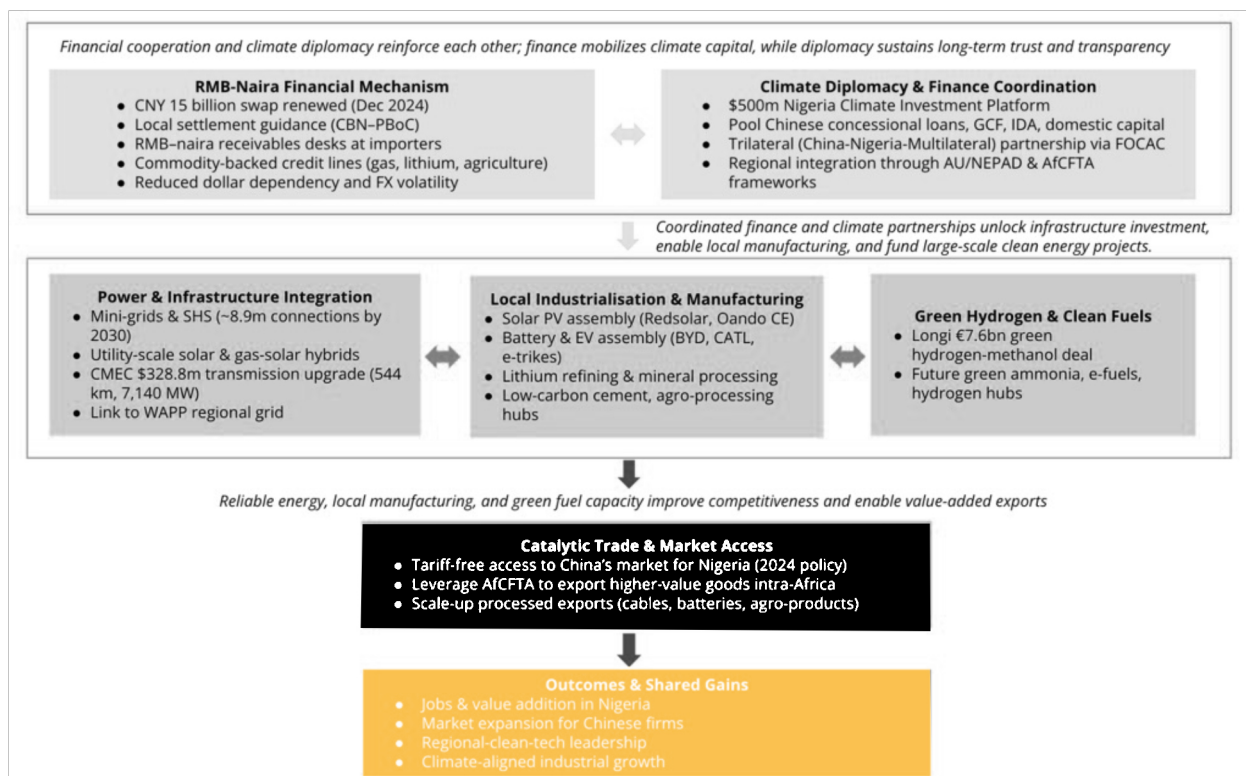 Financial cooperation and climate diplomacy reinforce each other; finance mobilizes climate capital, while diplomacy sustains long-term trust and transparency
RMB-Naira Financial Mechanism
● CNY 15 billion swap renewed (Dec 2024)
● Local settlement guidance (CBN–PBoC)
● RMB–naira receivables desks at importers
● Commodity-backed credit lines (gas, lithium, agriculture)
● Reduced dollar dependency and FX volatility
Climate Diplomacy & Finance Coordination
● $500m Nigeria Climate Investment Platform
● Pool Chinese concessional loans, GCF, IDA, domestic capital
● Trilateral (China-Nigeria-Multilateral) partnership via FOCAC
● Regional integration through AU/NEPAD & AfCFTA
frameworks
Coordinated finance and climate partnerships unlock infrastructure investment,
enable local manufacturing, and fund large-scale clean energy projects.
Power & Infrastructure Integration
● Mini-grids & SHS (~8.9m connections by
2030)
● Utility-scale solar & gas-solar hybrids
● CMEC $328.8m transmission upgrade (544
km, 7,140 MW)
● Link to WAPP regional grid
Local Industrialisation & Manufacturing
● Solar PV assembly (Redsolar, Oando CE)
● Battery & EV assembly (BYD, CATL,
e-trikes)
● Lithium refining & mineral processing
● Low-carbon cement, agro-processing
hubs
Green Hydrogen & Clean Fuels
● Longi €7.6bn green
hydrogen-methanol deal
● Future green ammonia, e-fuels,
hydrogen hubs
Reliable energy, local manufacturing, and green fuel capacity improve competitiveness and enable value-added exports
Catalytic Trade & Market Access
● Tariff-free access to China's market for Nigeria (2024 policy)
● Leverage AfCFTA to export higher-value goods intra-Africa
● Scale-up processed exports (cables, batteries, agro-products)
Outcomes & Shared Gains
● Jobs & value addition in Nigeria
● Market expansion for Chinese firms
● Regional-clean-tech leadership
● Climate-aligned industrial growth